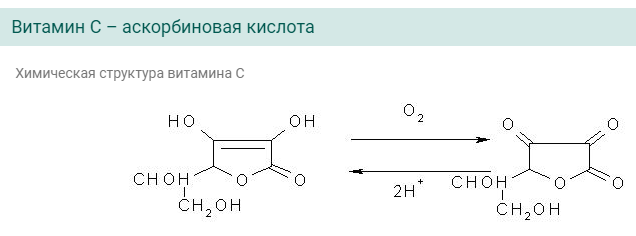 Витамин С – аскорбиновая кислота
Химическая структура витамина С
HO OH
O
O
CHOH
CH2OH
O2
2H+
O O
O
O
CHOH
CH2OH